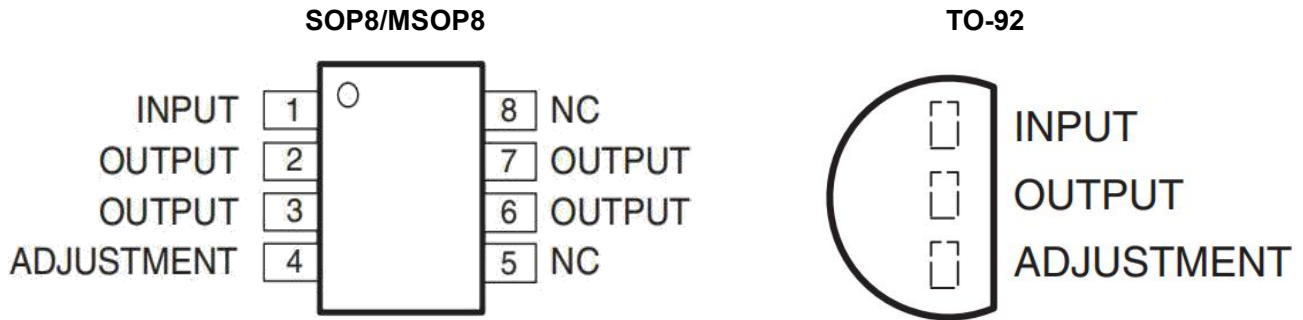 SOP8/MSOP8
INPUT 1 8 NC
OUTPUT 2 7 OUTPUT
OUTPUT 3 6 OUTPUT
ADJUSTMENT 4 5 NC
TO-92
INPUT
OUTPUT
ADJUSTMENT